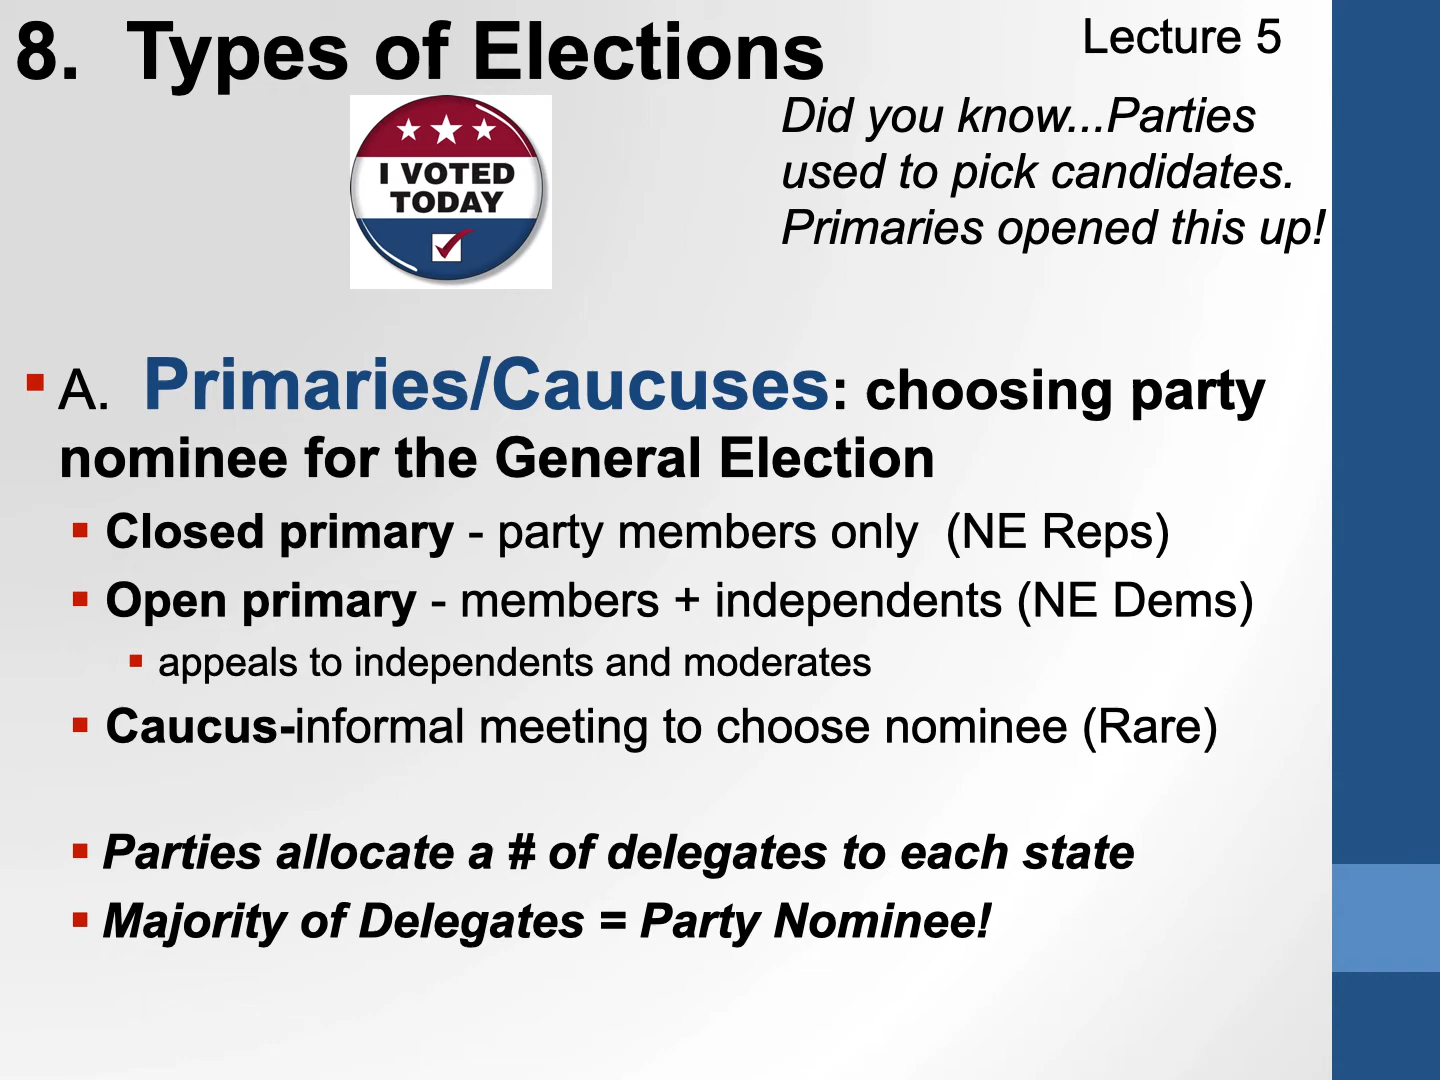 8. Types of Elections
Lecture 5
Did you know...Parties
used to pick candidates.
Primaries opened this up!
I VOTED
TODAY
A. Primaries/Caucuses: choosing party
nominee for the General Election
Closed primary - party members only (NE Reps)
Open primary - members + independents (NE Dems)
appeals to independents and moderates
Caucus-informal meeting to choose nominee (Rare)
Parties allocate a # of delegates to each state
Majority of Delegates = Party Nominee!